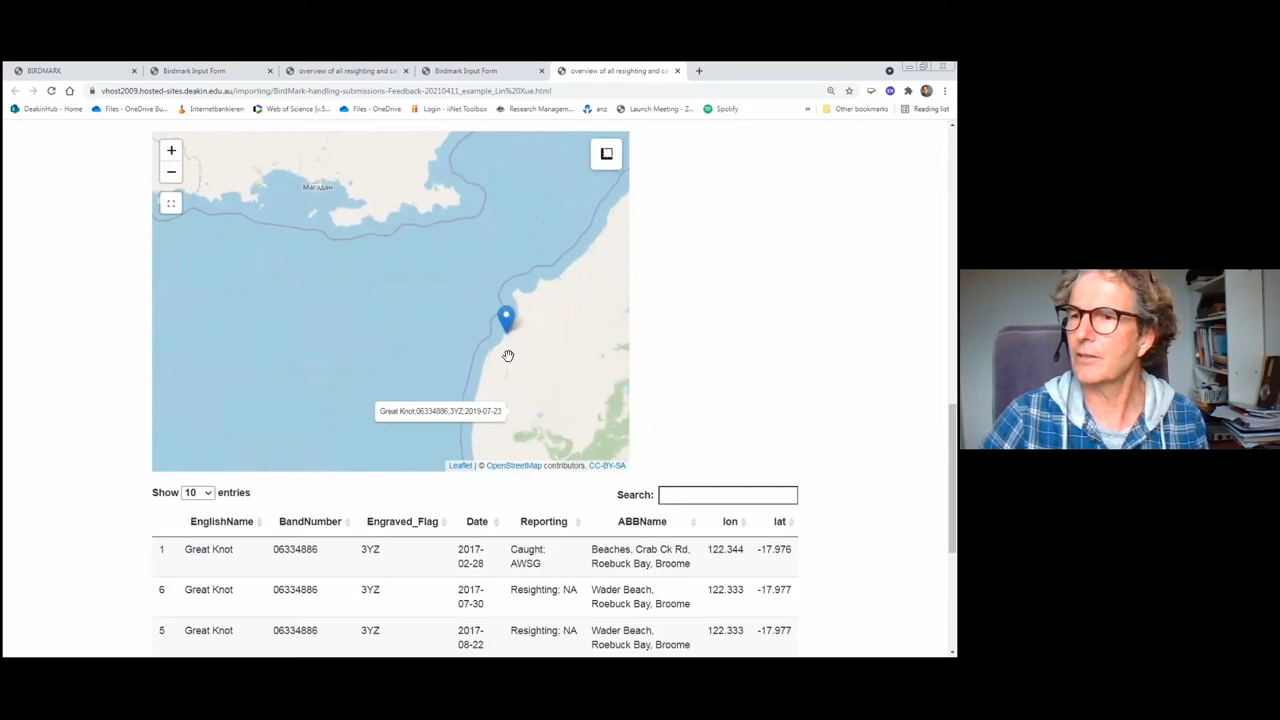 BIRDMARK
Birdmark Input Form
overview of all resighting and ca
Birdmark Input Form
overview of all resighting and ca
vhost2009.hosted-sites.deakin.edu.au/importing/BirdMark-handling-submissions-Feedback-20210411_example_Lin%20Xue.html
DeakinHub - Home
Files - OneDrive Bu...
Internetbankieren
Web of Science [v.5...
Files - OneDrive
Login - iiNet Toolbox
Research Managem...
anz
Launch Meeting - Z...
Spotify
»
Other bookmarks
Reading list
+
−
Магадан
Great Knot;06334886;3YZ;2019-07-23
Leaflet | © OpenStreetMap contributors, CC-BY-SA
Show 10 entries
Search:
EnglishName BandNumber Engraved_Flag Date Reporting ABBName lon lat
1 Great Knot 06334886 3YZ 2017- Caught; Beaches, Crab Ck Rd, 122.344 -17.976
02-28 AWSG Roebuck Bay, Broome
6 Great Knot 06334886 3YZ 2017- Resighting; NA Wader Beach, 122.333 -17.977
07-30 Roebuck Bay, Broome
5 Great Knot 06334886 3YZ 2017- Resighting; NA Wader Beach, 122.333 -17.977
08-22 Roebuck Bay, Broome